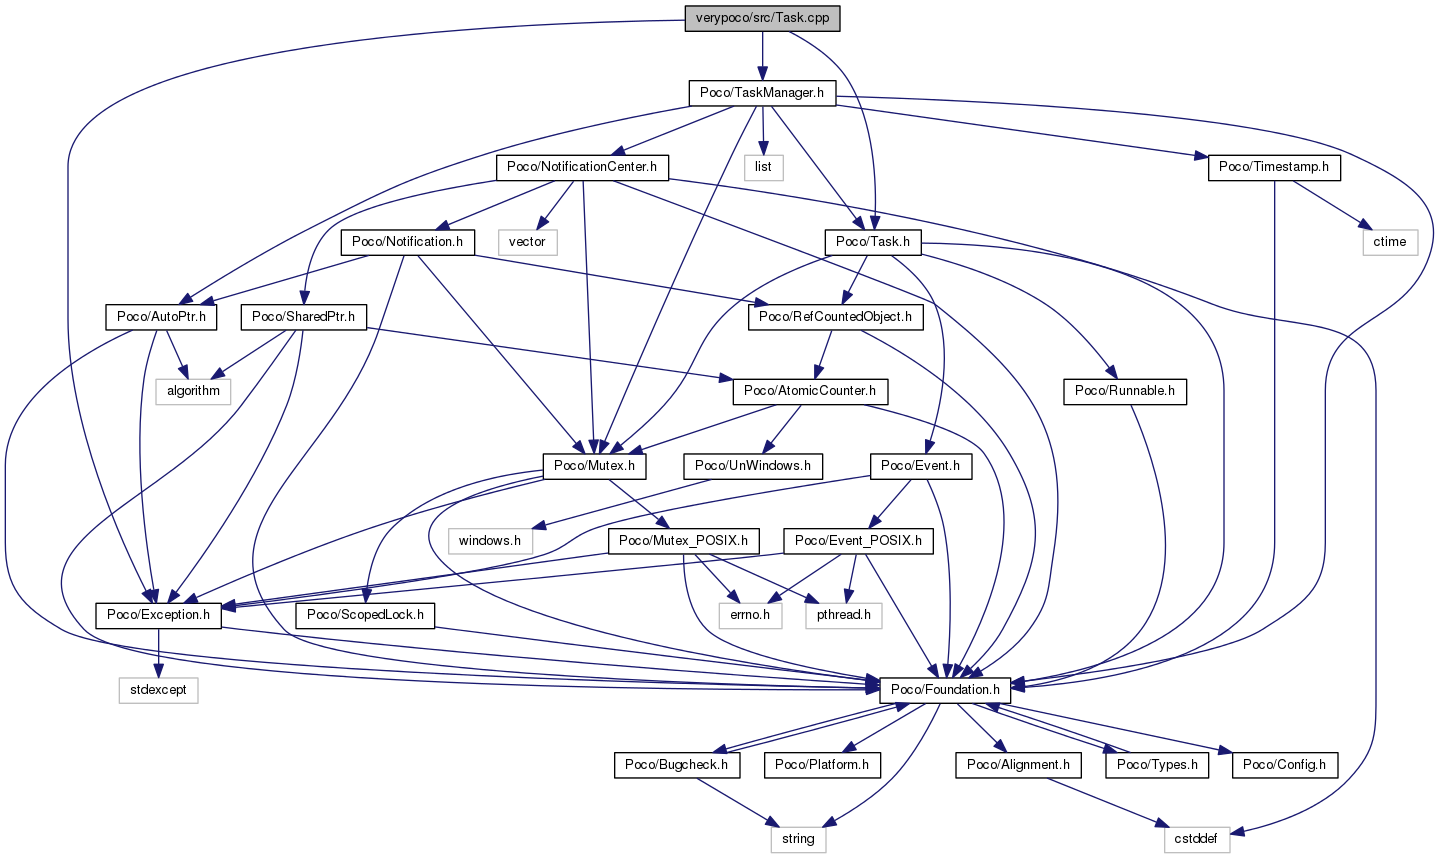 verypoco/src/Task.cpp
Poco/TaskManager.h
Poco/NotificationCenter.h
list
Poco/Timestamp.h
Poco/Notification.h
vector
Poco/Task.h
ctime
Poco/AutoPtr.h
Poco/SharedPtr.h
Poco/RefCountedObject.h
algorithm
Poco/AtomicCounter.h
Poco/Runnable.h
Poco/Mutex.h
Poco/UnWindows.h
Poco/Event.h
windows.h
Poco/Mutex_POSIX.h
Poco/Event_POSIX.h
Poco/Exception.h
Poco/ScopedLock.h
errno.h
pthread.h
stdexcept
Poco/Foundation.h
Poco/Bugcheck.h
Poco/Platform.h
Poco/Alignment.h
Poco/Types.h
Poco/Config.h
string
cstddef